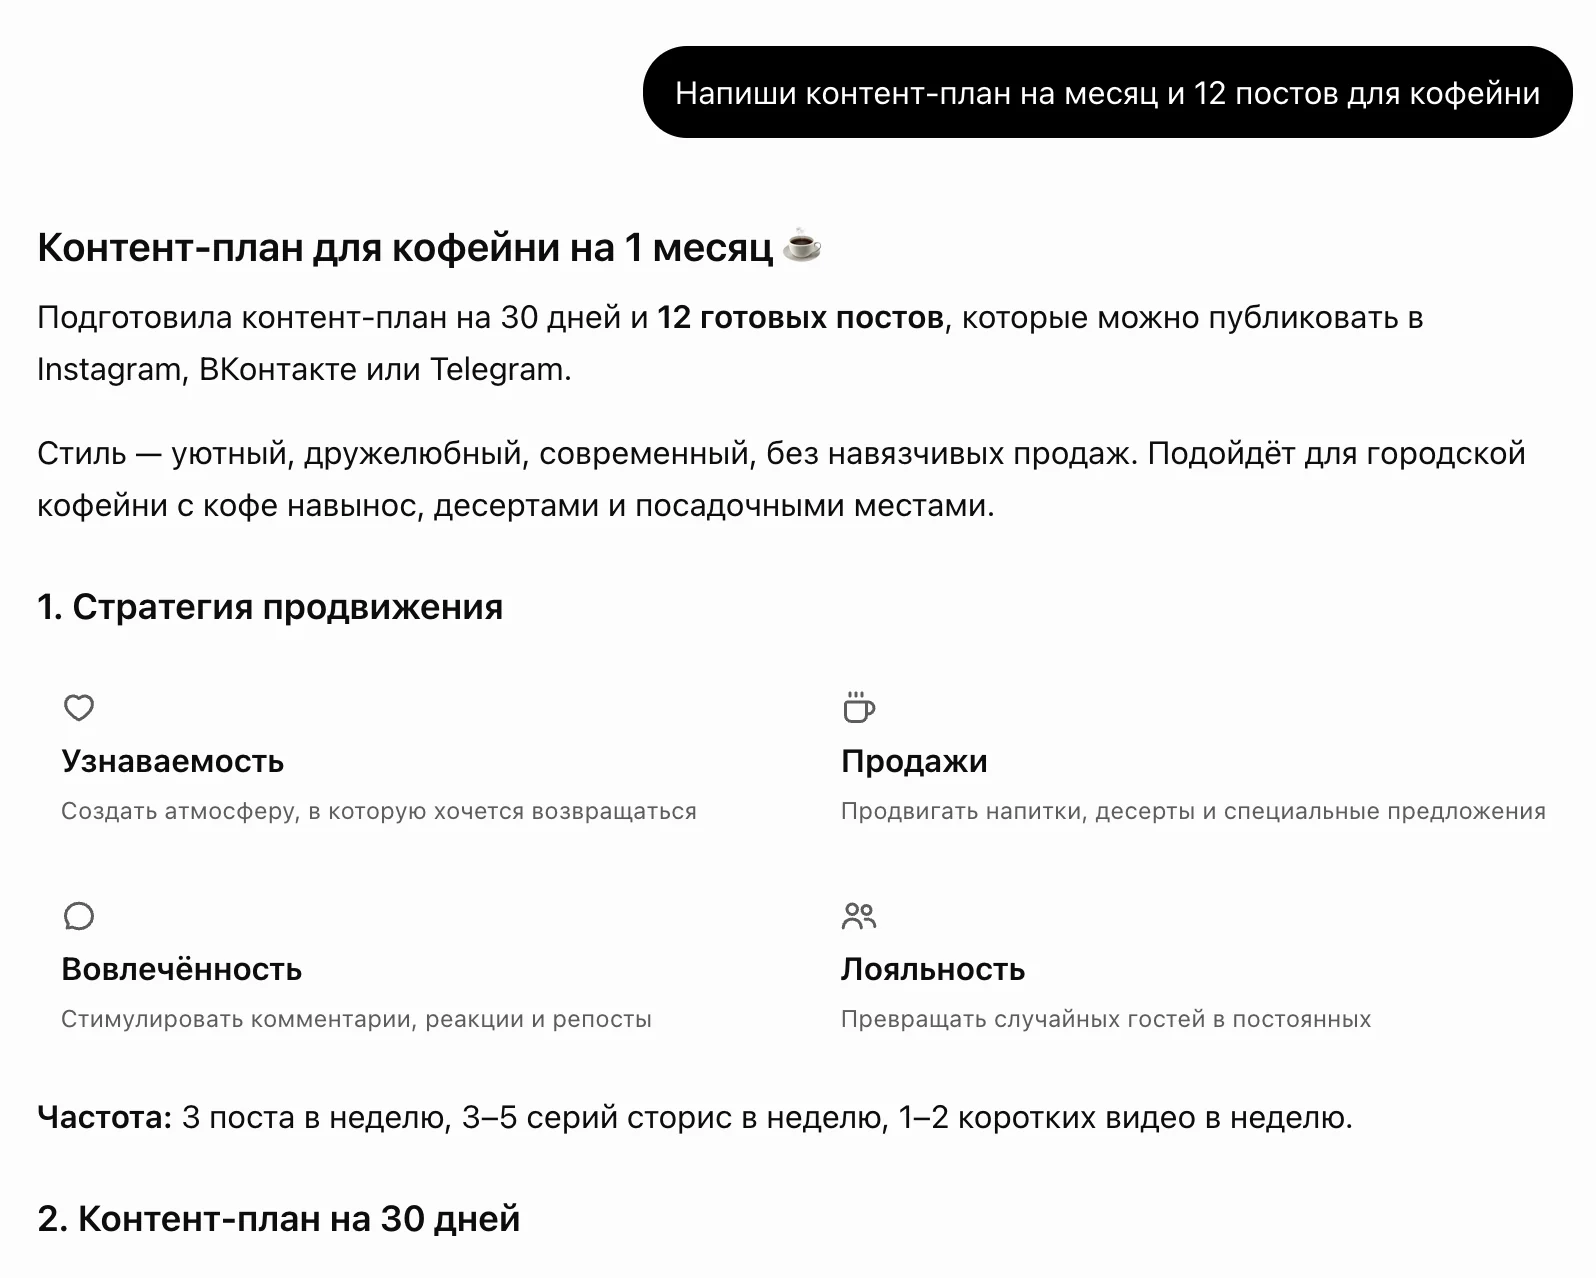 Напиши контент-план на месяц и 12 постов для кофейни
Контент-план для кофейни на 1 месяц ☕
Подготовила контент-план на 30 дней и 12 готовых постов, которые можно публиковать в
Instagram, ВКонтакте или Telegram.
Стиль — уютный, дружелюбный, современный, без навязчивых продаж. Подойдёт для городской
кофейни с кофе навынос, десертами и посадочными местами.
1. Стратегия продвижения
Узнаваемость
Создать атмосферу, в которую хочется возвращаться
Продажи
Продвигать напитки, десерты и специальные предложения
Вовлечённость
Стимулировать комментарии, реакции и репосты
Лояльность
Превращать случайных гостей в постоянных
Частота: 3 поста в неделю, 3–5 серий сторис в неделю, 1–2 коротких видео в неделю.
2. Контент-план на 30 дней